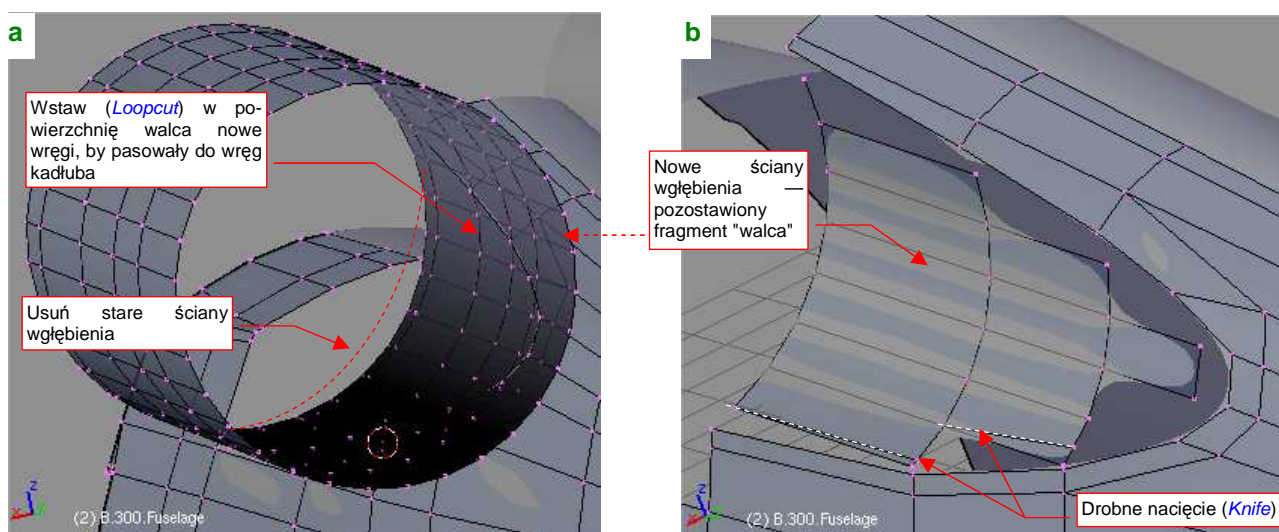 a
Wstaw (Loopcut) w po-
wierzchnię walca nowe
wręgi, by pasowały do wręg
kadłuba
Usuń stare ściany
wgłębienia
z
x
y
(2) B.300.Fuselage
b
Nowe ściany
wgłębienia —
pozostawiony
fragment "walca"
Drobne nacięcie (Knife)
z
x
y
(2) B.300.Fuselage